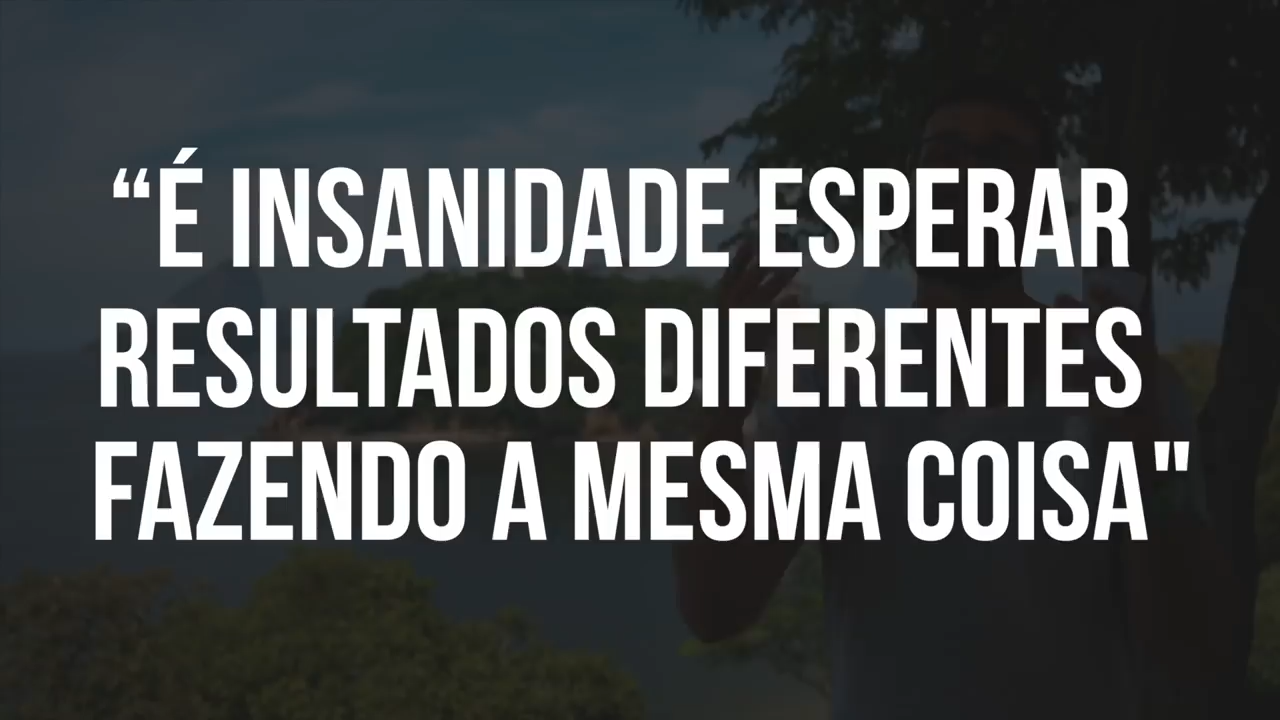 “É INSANIDADE ESPERAR
RESULTADOS DIFERENTES
FAZENDO A MESMA COISA"